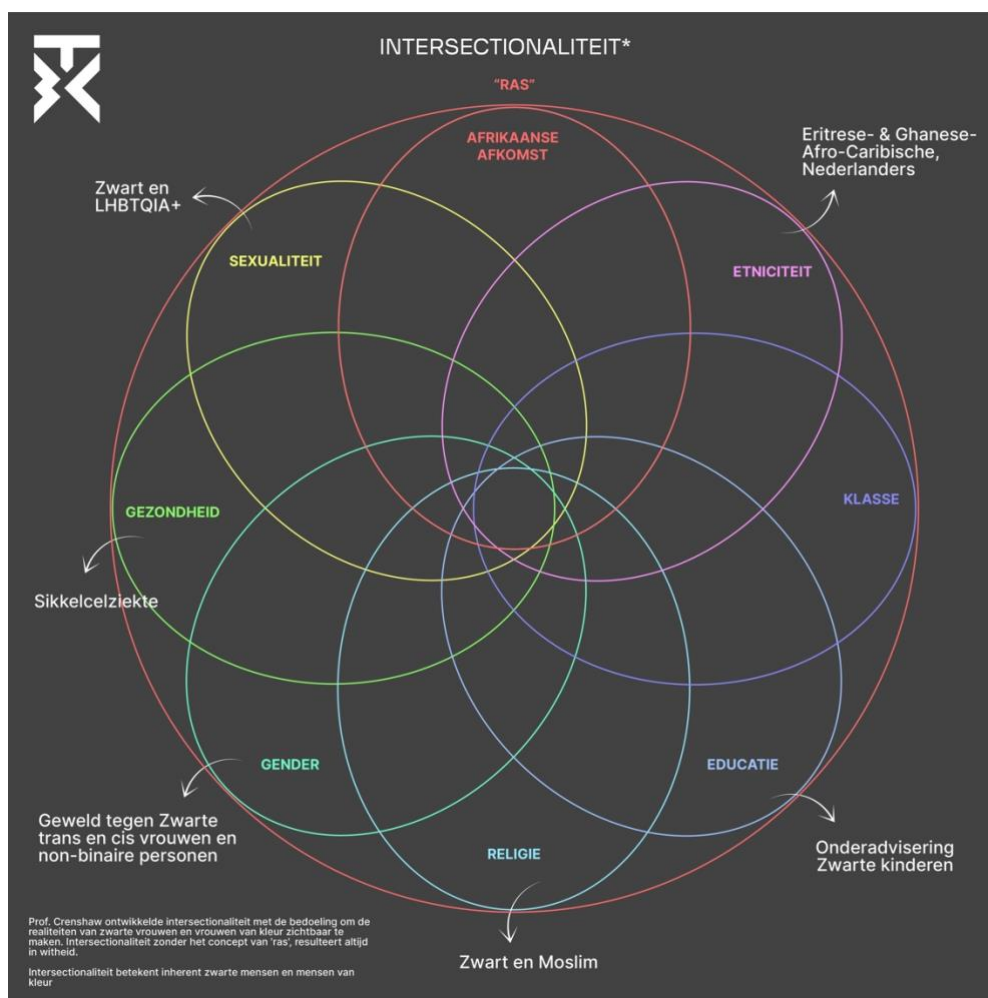 INTERSECTIONALITEIT*
"RAS"
AFRIKAANSE
AFKOMST
Eritrese- & Ghanese-
Afro-Caribische,
Nederlanders
Zwart en
LHBTQIA+
SEXUALITEIT
ETNICITEIT
GEZONDHEID
KLASSE
Sikkelcelziekte
GENDER
EDUCATIE
Geweld tegen Zwarte
trans en cis vrouwen en
non-binaire personen
RELIGIE
Onderadvisering
Zwarte kinderen
Zwart en Moslim
Prof. Crenshaw ontwikkelde intersectionaliteit met de bedoeling om de
realiteiten van zwarte vrouwen en vrouwen van kleur zichtbaar te
maken. Intersectionaliteit zonder het concept van 'ras', resulteert altijd
in witheid.
Intersectionaliteit betekent inherent zwarte mensen en mensen van
kleur